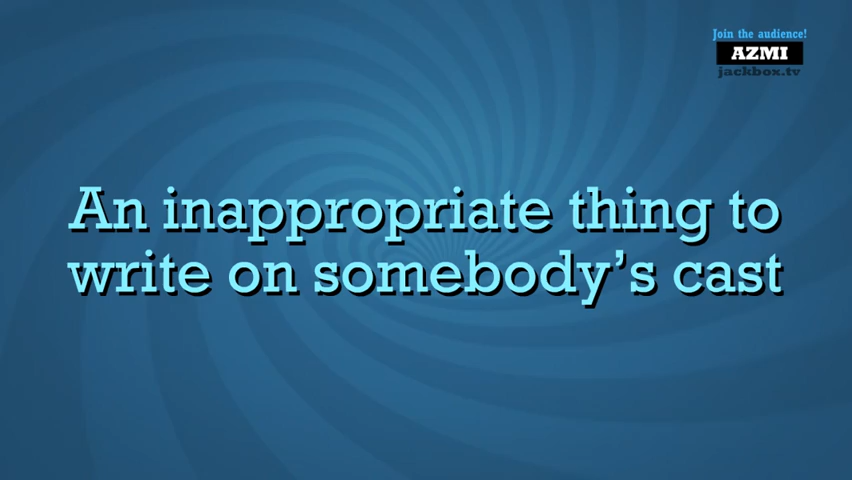 Join the audience!
AZMI
jackbox.tv
An inappropriate thing to
write on somebody's cast